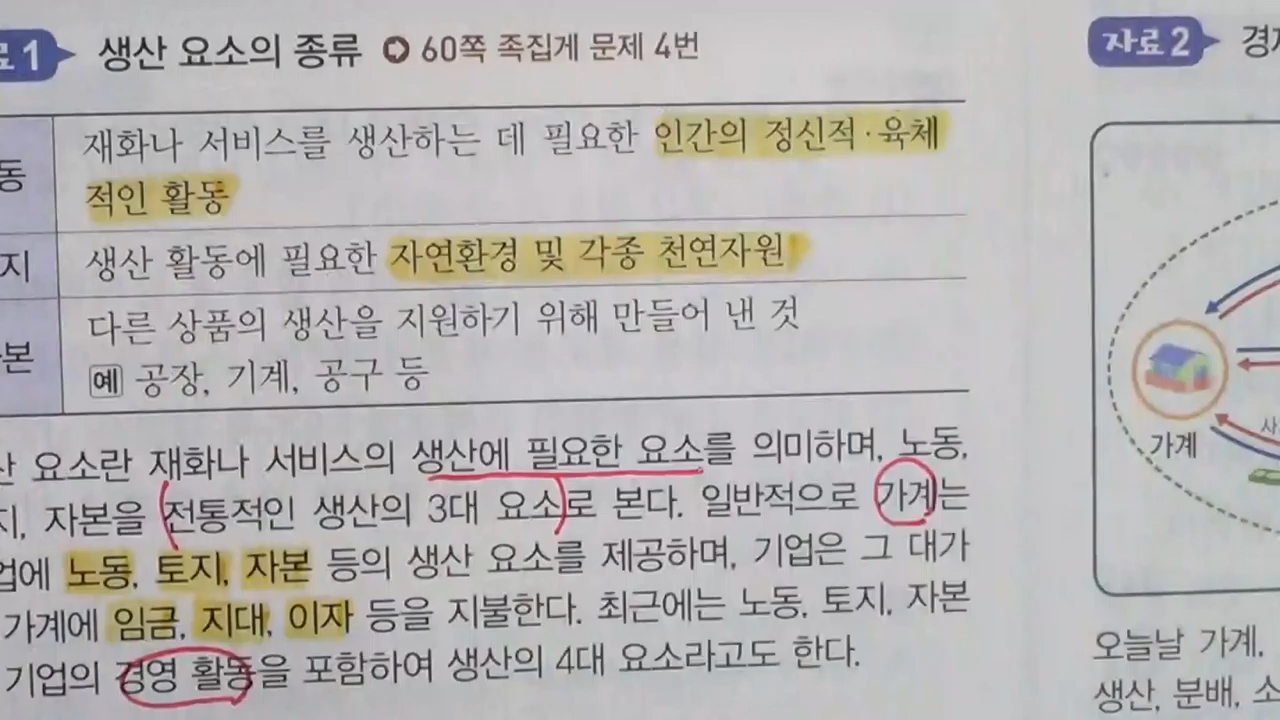 료 1 생산 요소의 종류 ➲ 60쪽 족집게 문제 4번
동 재화나 서비스를 생산하는 데 필요한 인간의 정신적·육체
적인 활동
지 생산 활동에 필요한 자연환경 및 각종 천연자원
본 다른 상품의 생산을 지원하기 위해 만들어 낸 것
예 공장, 기계, 공구 등
산 요소란 재화나 서비스의 생산에 필요한 요소를 의미하며, 노동,
지, 자본을 전통적인 생산의 3대 요소로 본다. 일반적으로 가계는
업에 노동, 토지, 자본 등의 생산 요소를 제공하며, 기업은 그 대가
가계에 임금, 지대, 이자 등을 지불한다. 최근에는 노동, 토지, 자본
기업의 경영 활동을 포함하여 생산의 4대 요소라고도 한다.
자료 2 경제
가계
사
오늘날 가계,
생산, 분배, 소